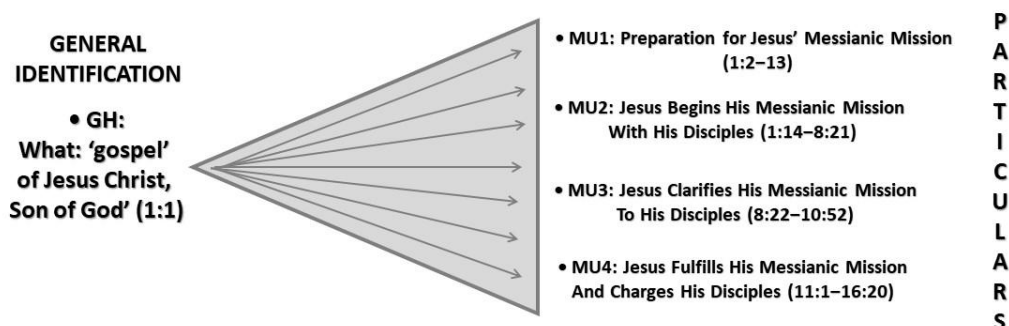 GENERAL
IDENTIFICATION
• GH:
What: ‘gospel’
of Jesus Christ,
Son of God’ (1:1)
• MU1: Preparation for Jesus’ Messianic Mission
(1:2–13)
• MU2: Jesus Begins His Messianic Mission
With His Disciples (1:14–8:21)
• MU3: Jesus Clarifies His Messianic Mission
To His Disciples (8:22–10:52)
• MU4: Jesus Fulfills His Messianic Mission
And Charges His Disciples (11:1–16:20)
P
A
R
T
I
C
U
L
A
R
S